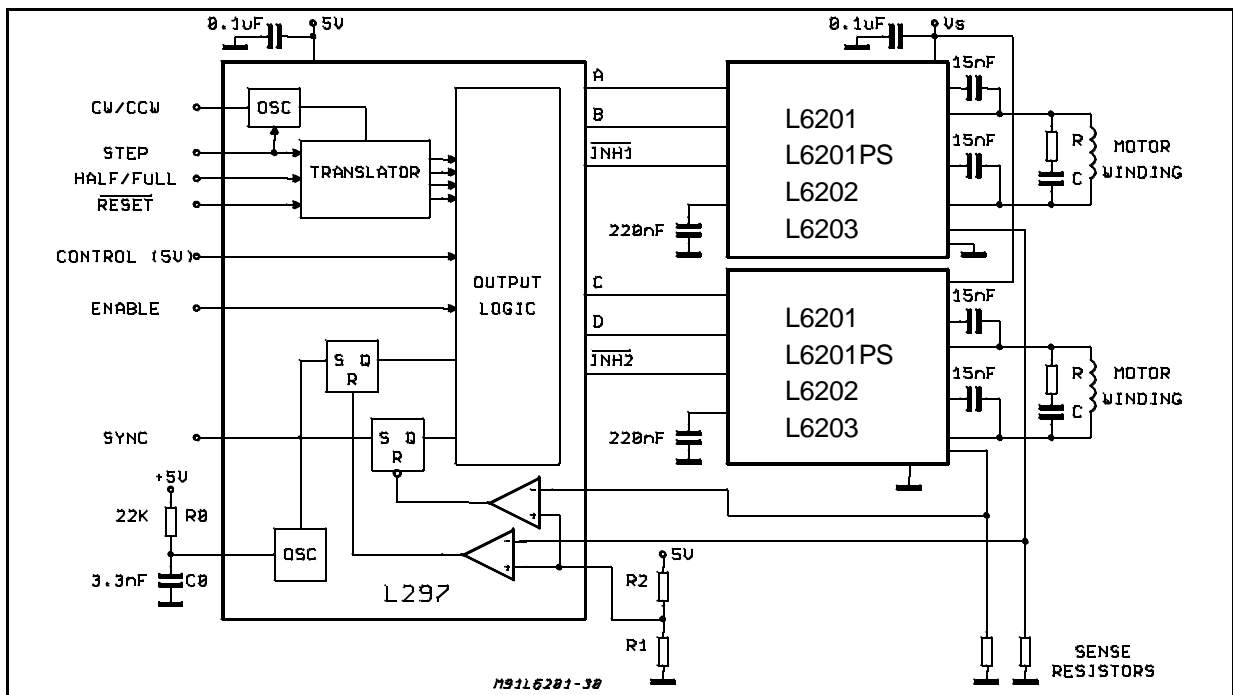 0.1uF
5V
0.1uF
Vs
15nF
A
CW/CCW
OSC
B
L6201
STEP
L6201PS
15nF
R
MOTOR
HALF/FULL
TRANSLATOR
INH1
L6202
C
WINDING
RESET
220nF
L6203
CONTROL (5V)
OUTPUT
LOGIC
C
15nF
ENABLE
D
L6201
S Q
R
INH2
L6201PS
15nF
R
MOTOR
L6202
C
WINDING
SYNC
S Q
R
220nF
L6203
+5V
- 
+
22K
R0
OSC
-
+
5V
3.3nF
C0
R2
L297
R1
SENSE
RESISTORS
M91L6201-30